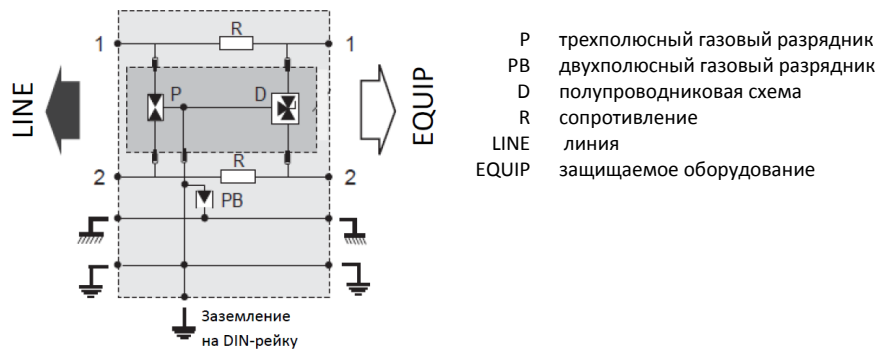 R
1
1
P
D
LINE
EQUIP
R
2
2
PB
Заземление
на DIN-рейку
P трехполюсный газовый разрядник
PB двухполюсный газовый разрядник
D полупроводниковая схема
R сопротивление
LINE линия
EQUIP защищаемое оборудование